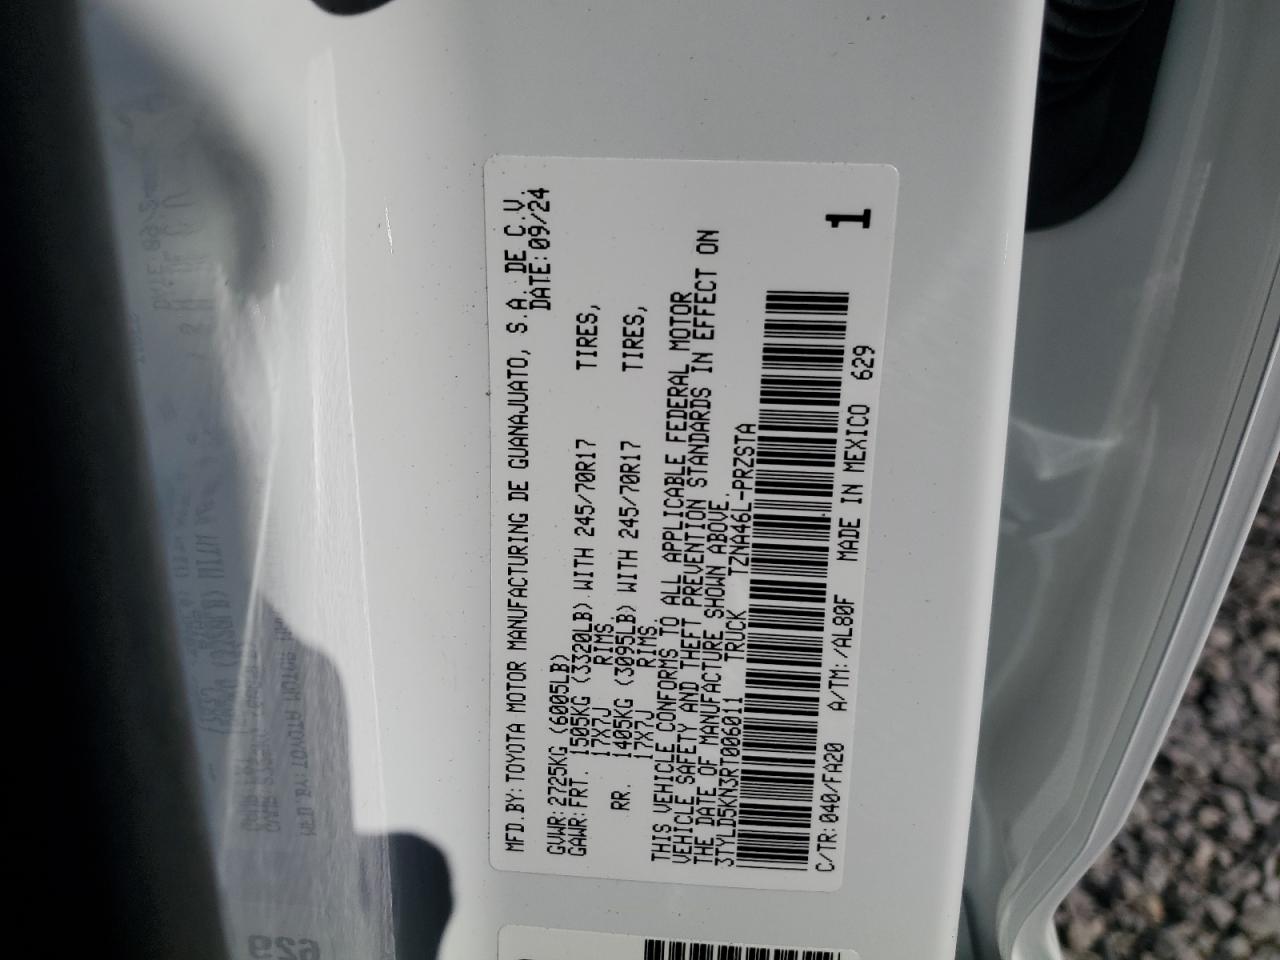 MFD.BY: TOYOTA MOTOR MANUFACTURING DE GUANAJUATO, S.A. DE C.V.
DATE: 09/24
GVWR: 2725KG (6005LB)
GAWR: FRT. 1505KG (3320LB) WITH 245/70R17 TIRES,
17X7J RIMS.
RR. 1405KG (3095LB) WITH 245/70R17 TIRES,
17X7J RIMS.
THIS VEHICLE CONFORMS TO ALL APPLICABLE FEDERAL MOTOR
VEHICLE SAFETY AND THEFT PREVENTION STANDARDS IN EFFECT ON
THE DATE OF MANUFACTURE SHOWN ABOVE.
3TYLD5KN3RT006011 TRUCK TZNA46L-PRZSTA
1
C/TR: 040/FA20 A/TM: /AL80F MADE IN MEXICO 629